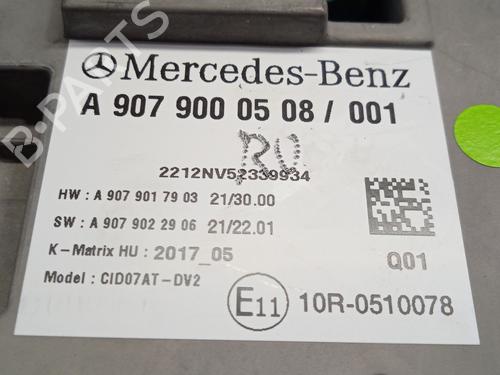 B-PARTS
Mercedes-Benz
A 907 900 05 08 / 001
RU
2212NV52339934
HW : A 907 901 79 03 21/30.00
SW : A 907 902 29 06 21/22.01
K-Matrix HU : 2017_05
Q01
Model : CID07AT-DV2
E11 10R-0510078